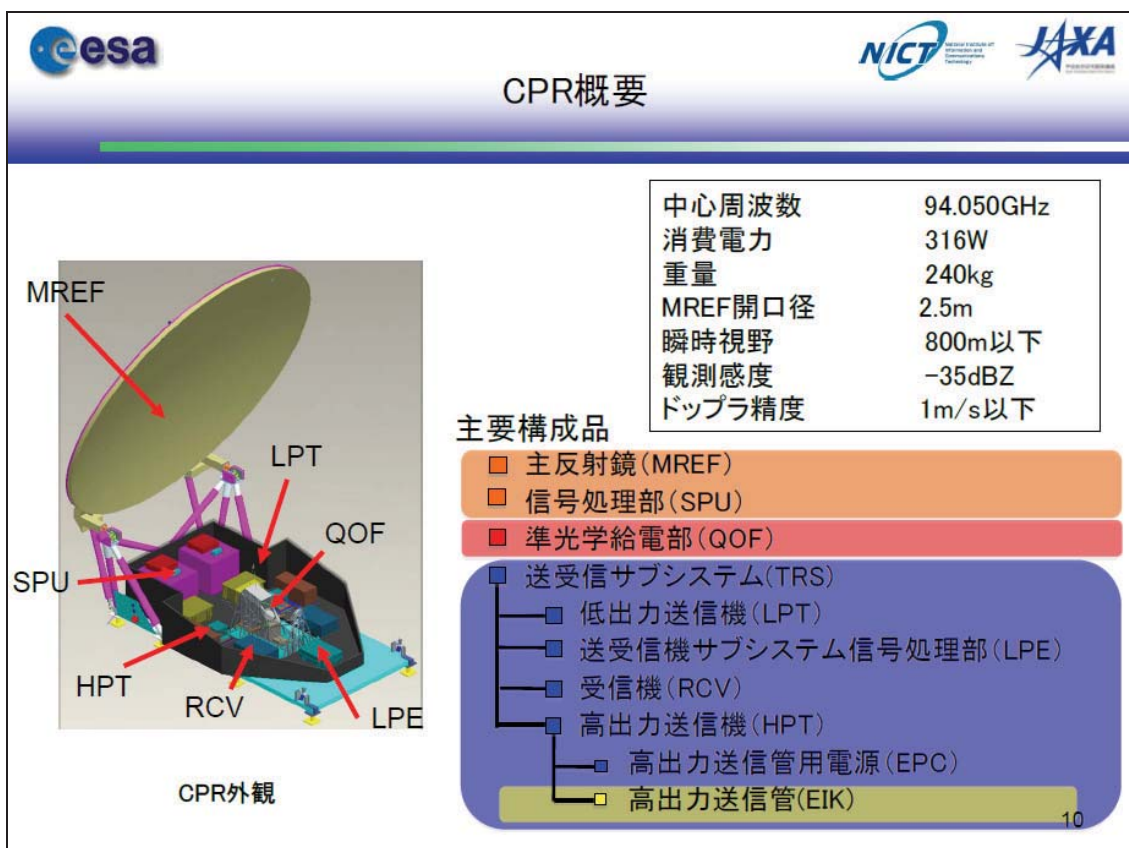 esa
NICT National Institute of
Information and
Communications
Technology
JAXA
CPR概要
中心周波数 94.050GHz
消費電力 316W
重量 240kg
MREF開口径 2.5m
瞬時視野 800m以下
観測感度 −35dBZ
ドップラ精度 1m/s以下
MREF
LPT
QOF
SPU
HPT
RCV
LPE
CPR外観
主要構成品
主反射鏡(MREF)
信号処理部(SPU)
準光学給電部(QOF)
送受信サブシステム(TRS)
低出力送信機(LPT)
送受信機サブシステム信号処理部(LPE)
受信機(RCV)
高出力送信機(HPT)
高出力送信管用電源(EPC)
高出力送信管(EIK)
10